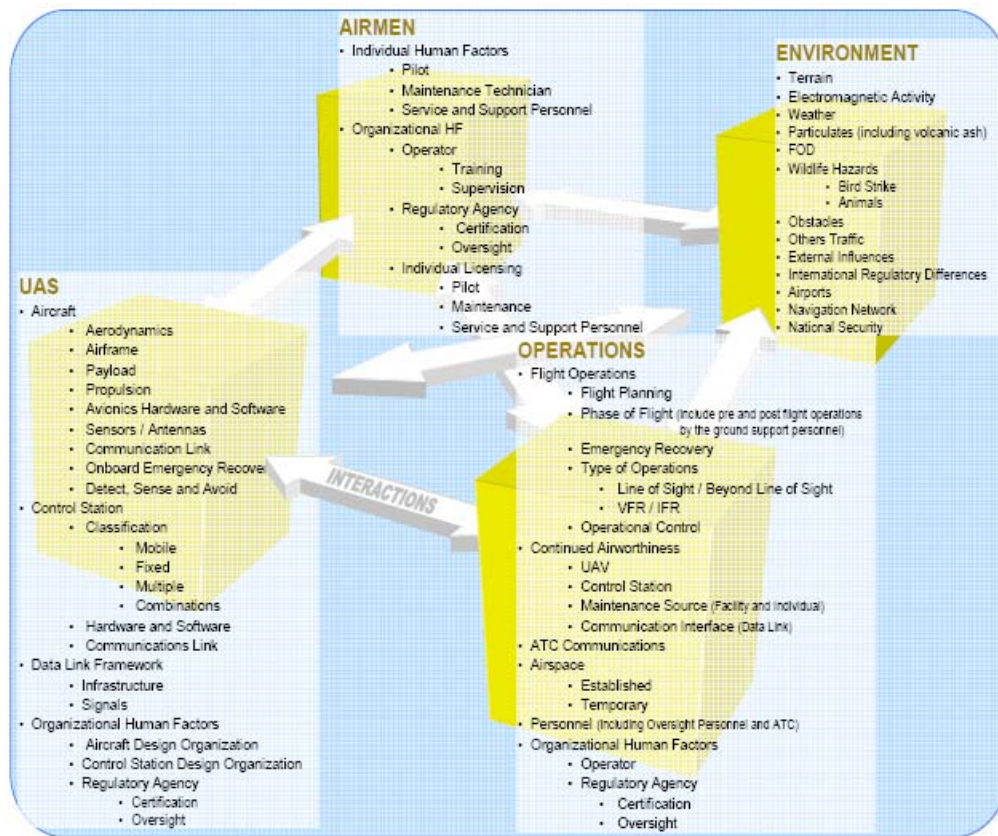 AIRMEN
• Individual Human Factors
• Pilot
• Maintenance Technician
• Service and Support Personnel
• Organizational HF
• Operator
• Training
• Supervision
• Regulatory Agency
• Certification
• Oversight
• Individual Licensing
• Pilot
• Maintenance
• Service and Support Personnel
ENVIRONMENT
• Terrain
• Electromagnetic Activity
• Weather
• Particulates (including volcanic ash)
• FOD
• Wildlife Hazards
• Bird Strike
• Animals
• Obstacles
• Others Traffic
• External Influences
• International Regulatory Differences
• Airports
• Navigation Network
• National Security
UAS
• Aircraft
• Aerodynamics
• Airframe
• Payload
• Propulsion
• Avionics Hardware and Software
• Sensors / Antennas
• Communication Link
• Onboard Emergency Recover
• Detect, Sense and Avoid
• Control Station
• Classification
• Mobile
• Fixed
• Multiple
• Combinations
• Hardware and Software
• Communications Link
• Data Link Framework
• Infrastructure
• Signals
• Organizational Human Factors
• Aircraft Design Organization
• Control Station Design Organization
• Regulatory Agency
• Certification
• Oversight
INTERACTIONS
OPERATIONS
• Flight Operations
• Flight Planning
• Phase of Flight (Include pre and post flight operations
by the ground support personnel)
• Emergency Recovery
• Type of Operations
• Line of Sight / Beyond Line of Sight
• VFR / IFR
• Operational Control
• Continued Airworthiness
• UAV
• Control Station
• Maintenance Source (Facility and Individual)
• Communication Interface (Data Link)
• ATC Communications
• Airspace
• Established
• Temporary
• Personnel (Including Oversight Personnel and ATC)
• Organizational Human Factors
• Operator
• Regulatory Agency
• Certification
• Oversight